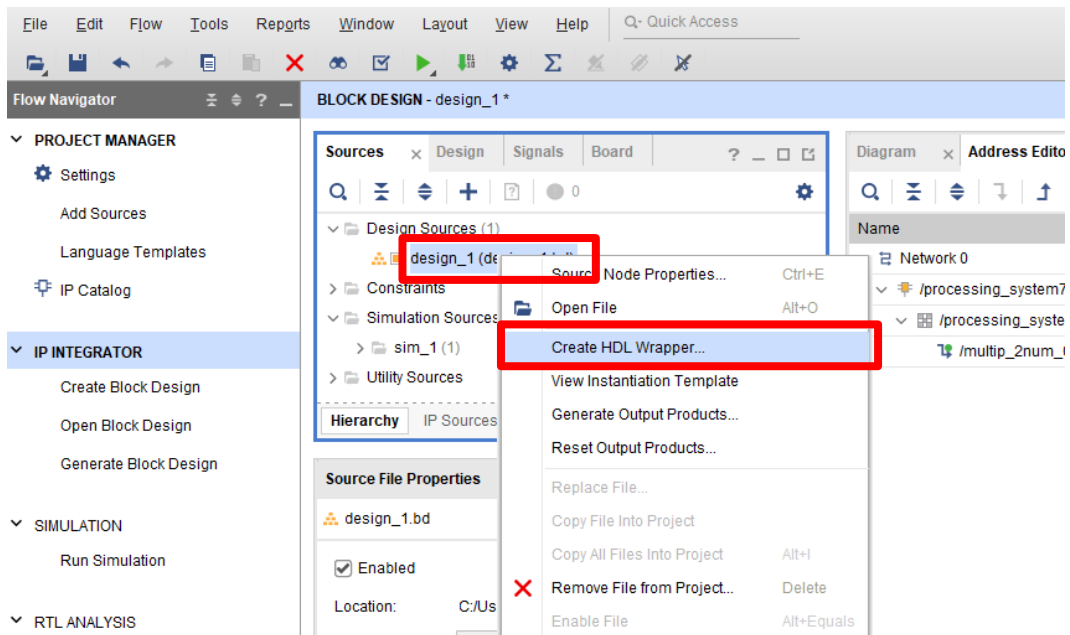 File Edit Flow Tools Reports Window Layout View Help Q- Quick Access
Flow Navigator
PROJECT MANAGER
Settings
Add Sources
Language Templates
IP Catalog
IP INTEGRATOR
Create Block Design
Open Block Design
Generate Block Design
SIMULATION
Run Simulation
RTL ANALYSIS
BLOCK DESIGN - design_1 *
Sources Design Signals Board
0
Design Sources (1)
design_1 (de
Constraints
Simulation Sources
sim_1 (1)
Utility Sources
Hierarchy IP Sources
Source File Properties
design_1.bd
Enabled
Location: C:/Us
Source Node Properties... Ctrl+E
Open File Alt+O
Create HDL Wrapper...
View Instantiation Template
Generate Output Products...
Reset Output Products...
Replace File...
Copy File Into Project
Copy All Files Into Project Alt+I
Remove File from Project... Delete
Enable File Alt+Equals
Diagram Address Edito
Name
Network 0
/processing_system7
/processing_syste
/multip_2num_